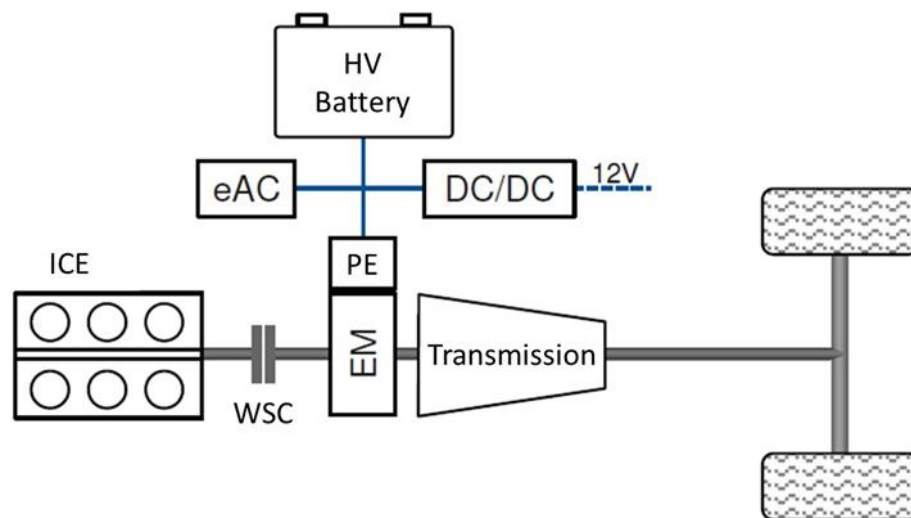 HV
Battery
eAC
DC/DC
12V
ICE
PE
EM
Transmission
WSC